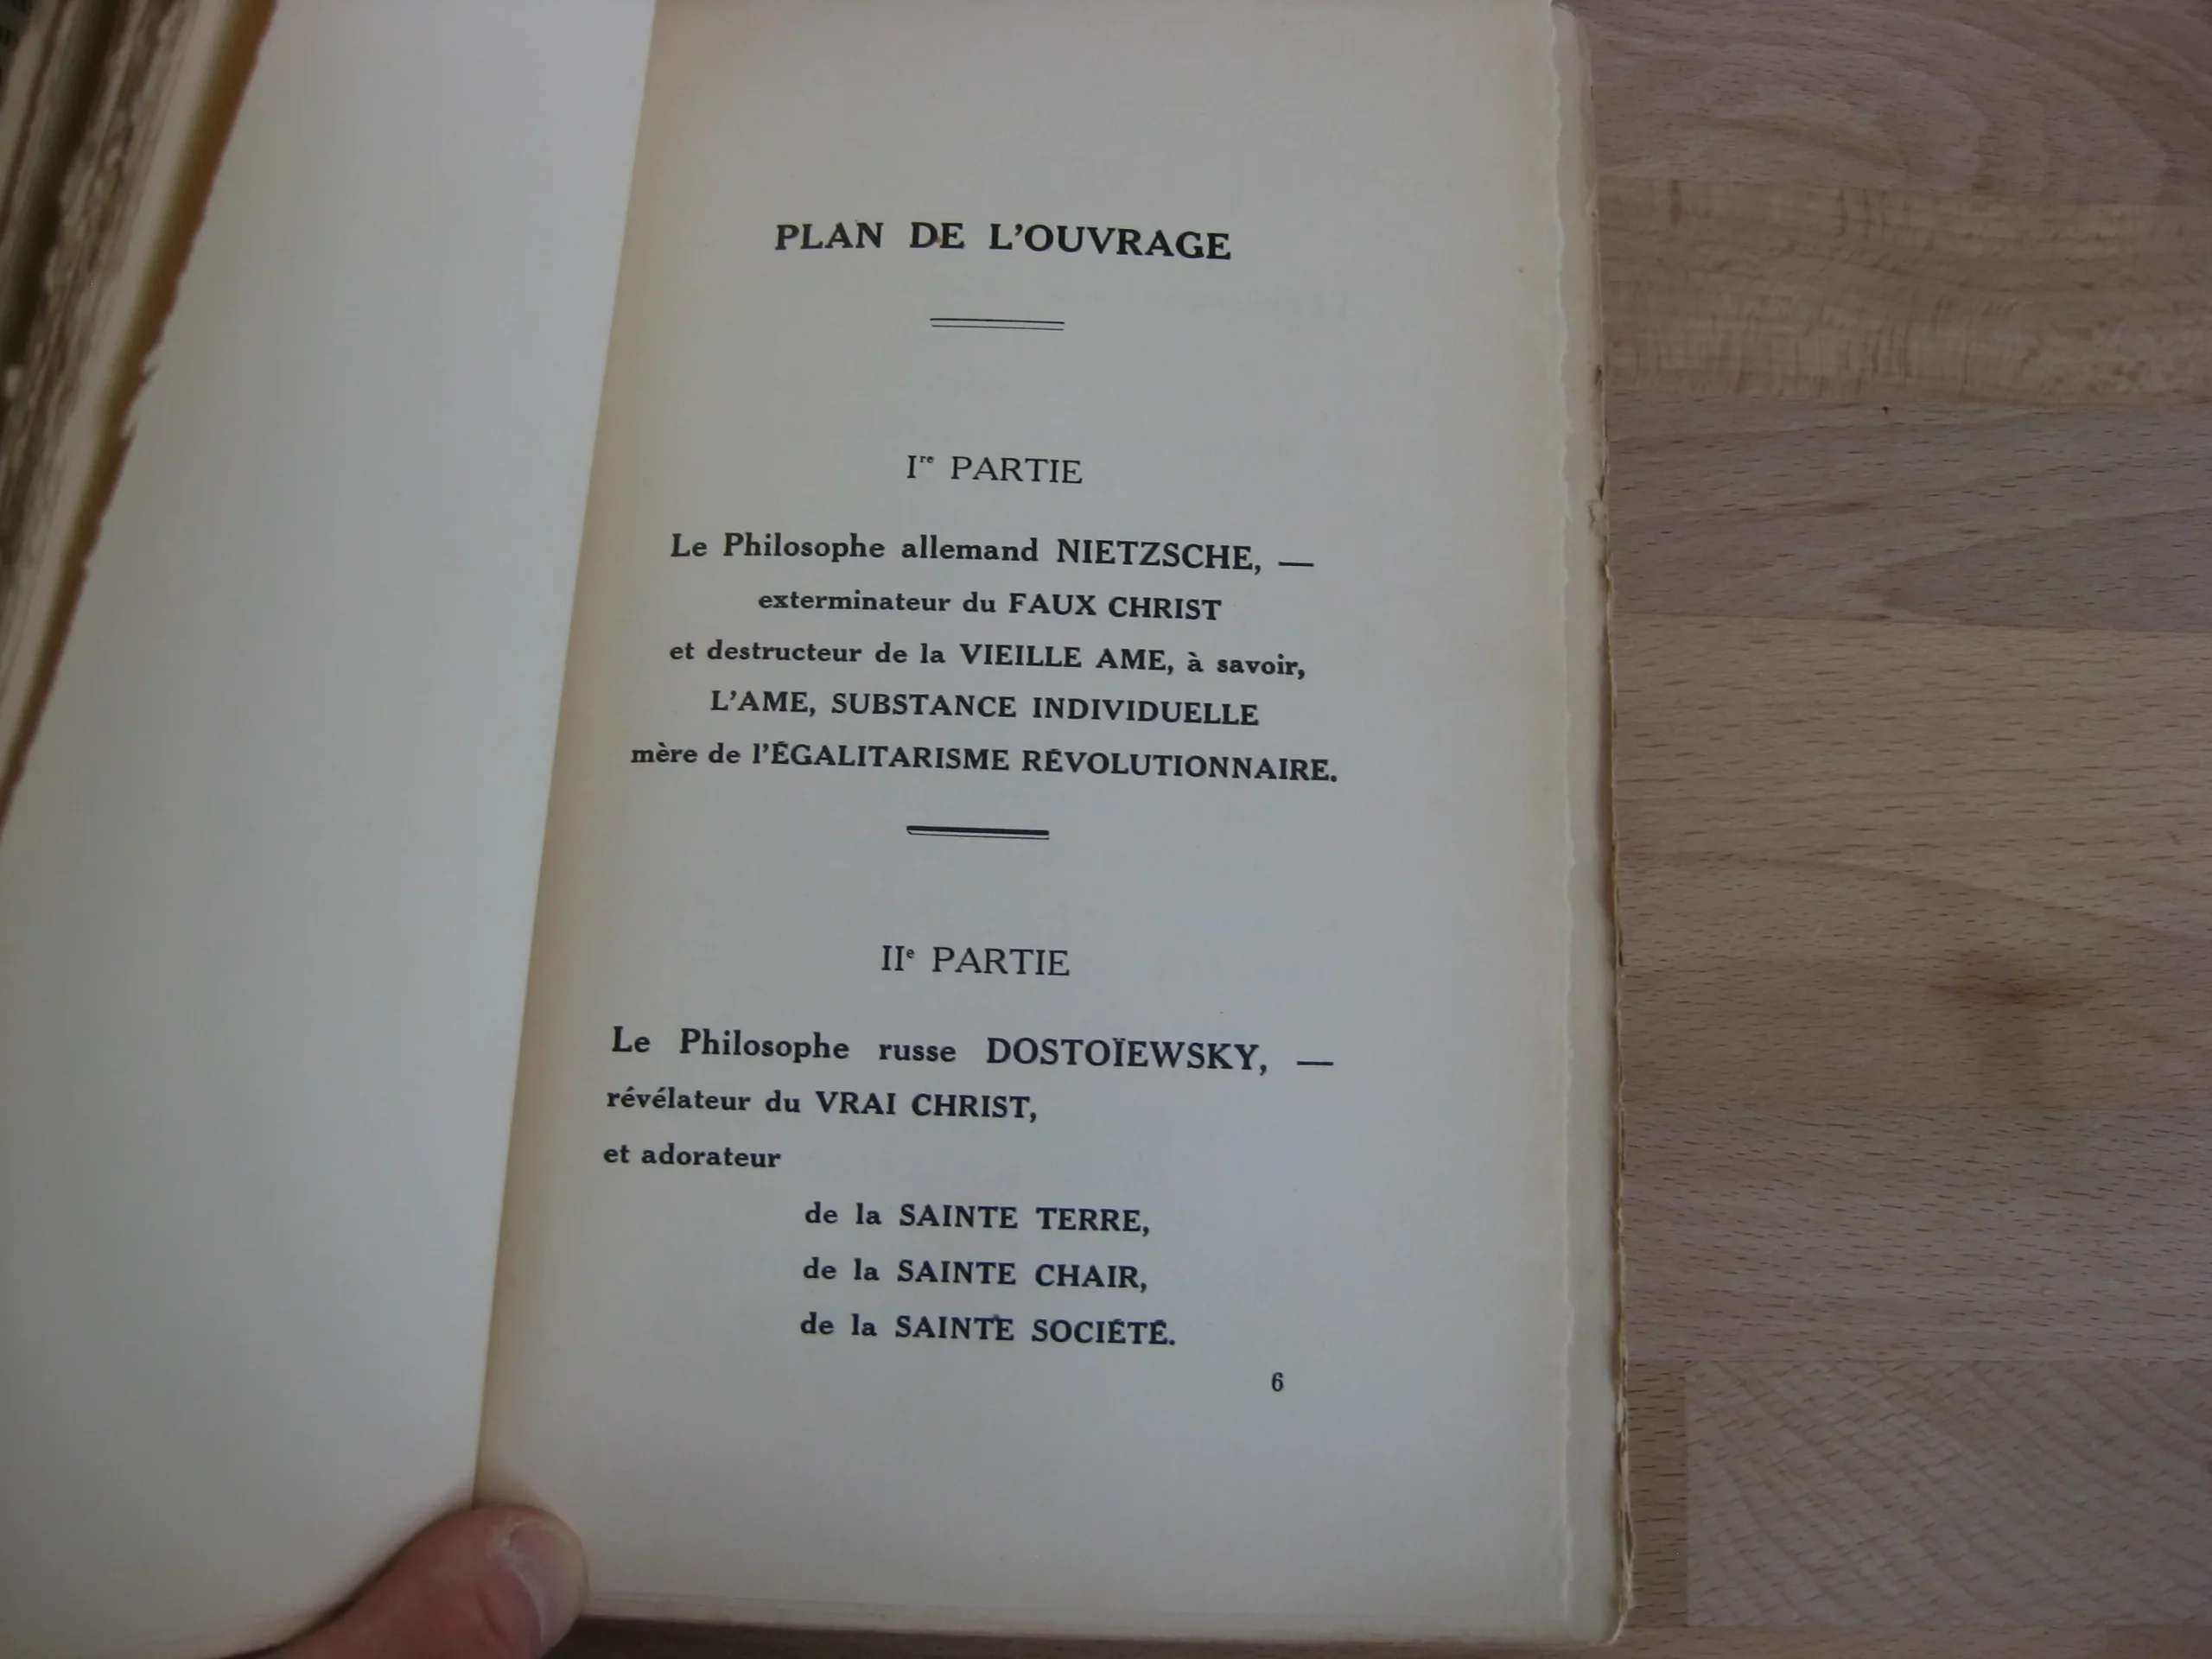 PLAN DE L'OUVRAGE
Iʳᵉ PARTIE
Le Philosophe allemand NIETZSCHE, —
exterminateur du FAUX CHRIST
et destructeur de la VIEILLE AME, à savoir,
L'AME, SUBSTANCE INDIVIDUELLE
mère de l'ÉGALITARISME RÉVOLUTIONNAIRE.
IIᵉ PARTIE
Le Philosophe russe DOSTOÏEWSKY, —
révélateur du VRAI CHRIST,
et adorateur
de la SAINTE TERRE,
de la SAINTE CHAIR,
de la SAINTE SOCIÉTÉ.
6